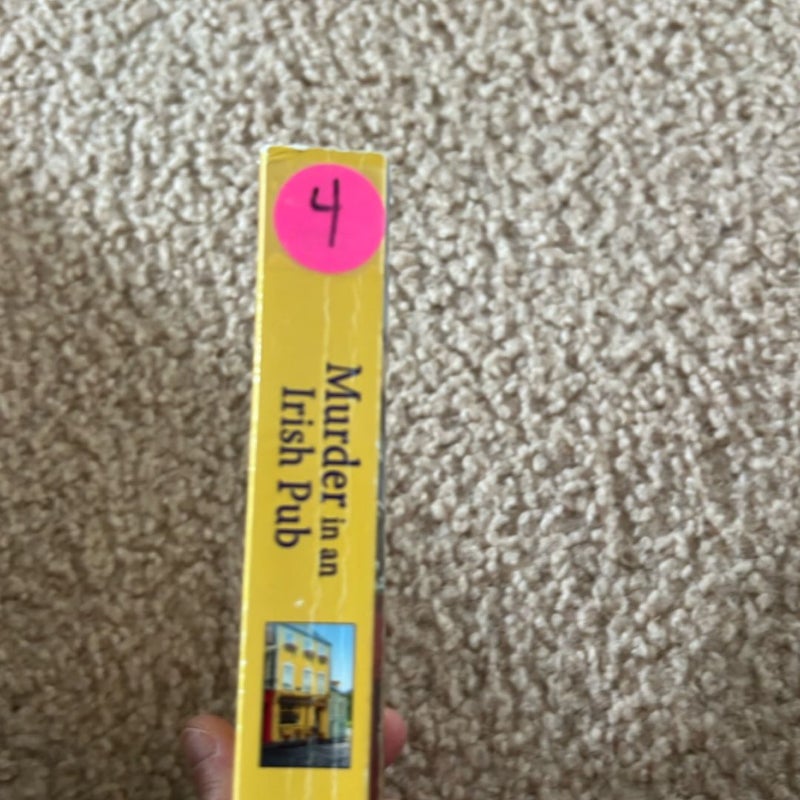 4
Murder in an
Irish Pub